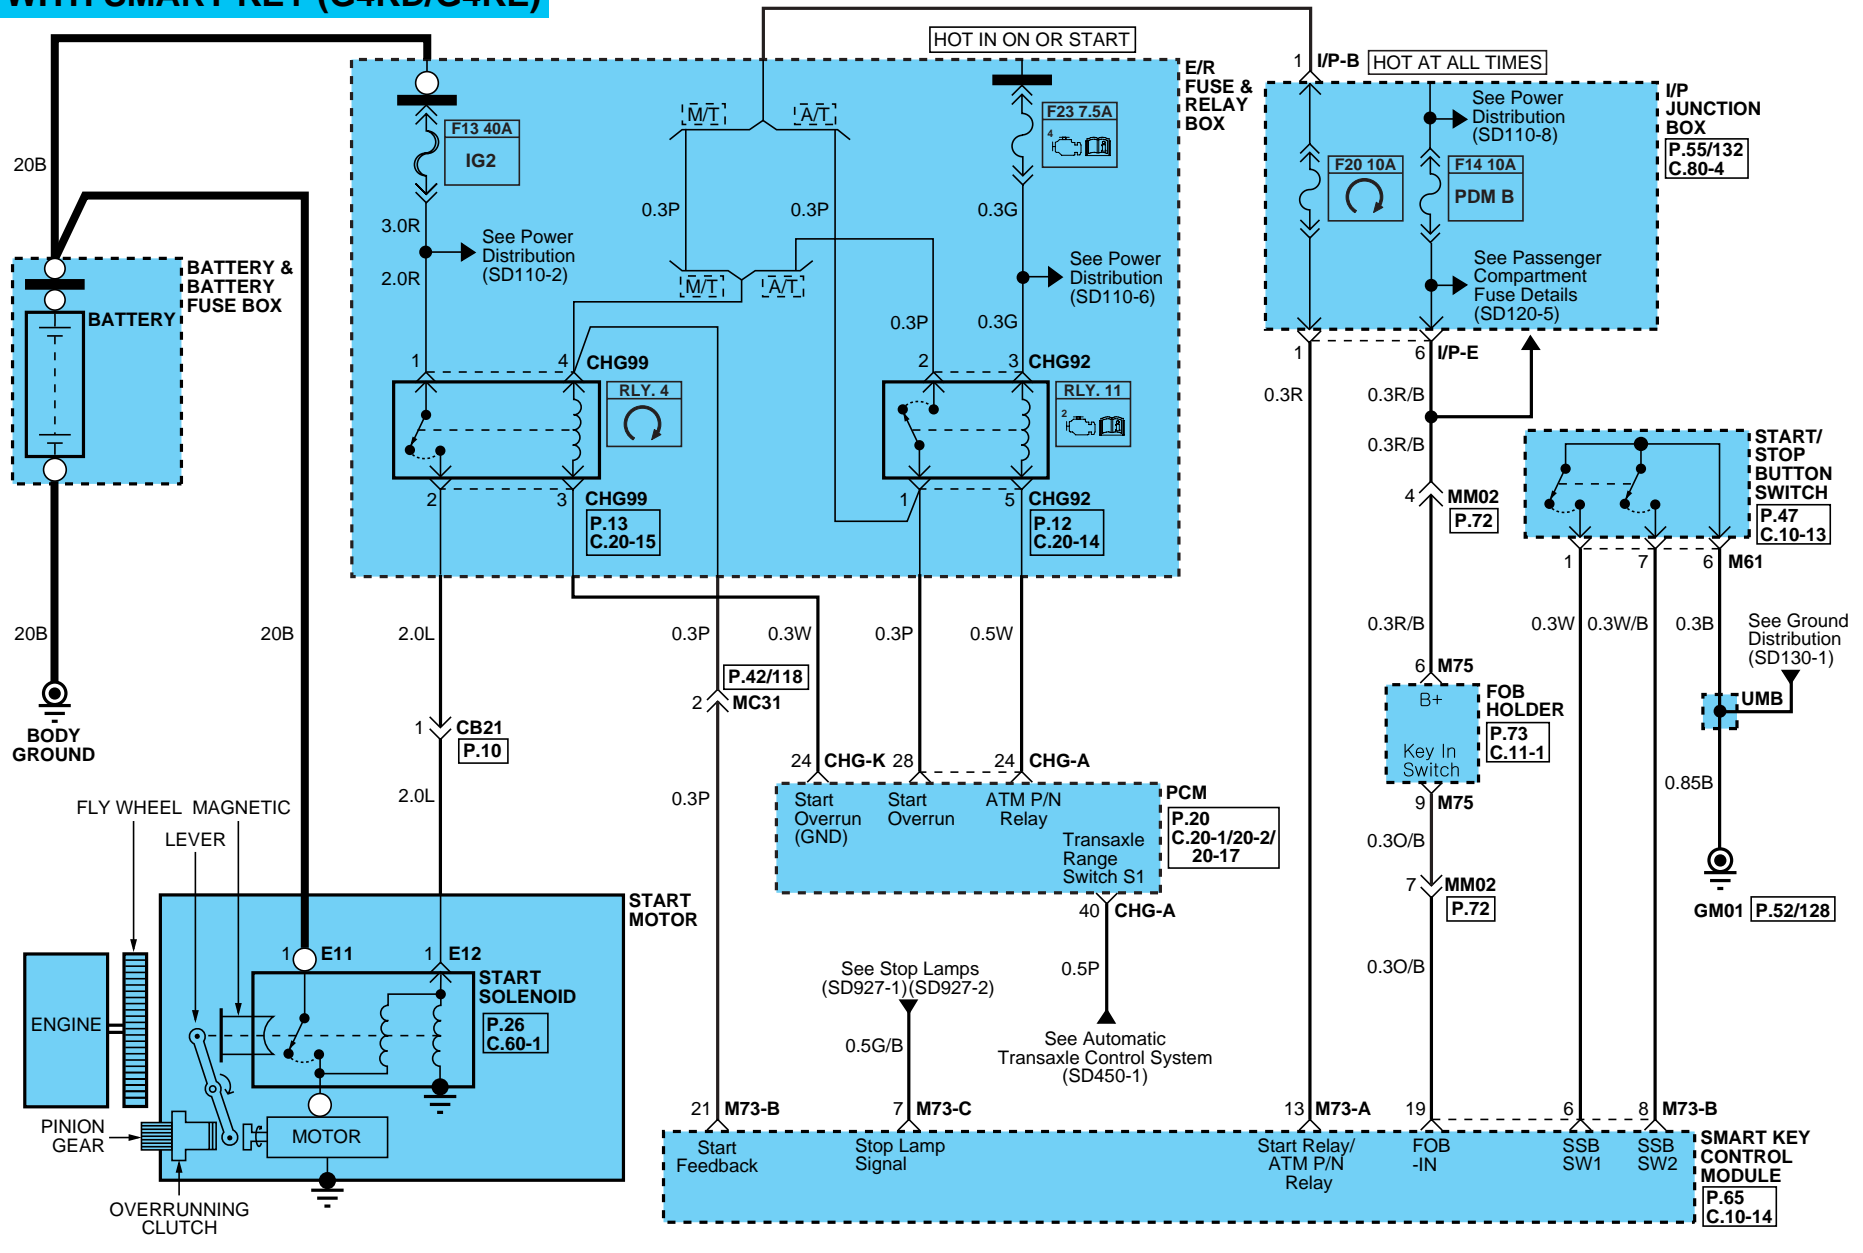 WITH SMART KEY (G4KD/G4KE)
HOT IN ON OR START
1 I/P-B
HOT AT ALL TIMES
E/R
FUSE &
RELAY
BOX
I/P
JUNCTION
BOX
P.55/132
C.80-4
F13 40A
IG2
M/T
A/T
F23 7.5A
4
See Power
Distribution
(SD110-8)
F20 10A
F14 10A
PDM B
20B
3.0R
See Power
Distribution
(SD110-2)
2.0R
0.3P
0.3P
0.3G
M/T
A/T
See Power
Distribution
(SD110-6)
See Passenger
Compartment
Fuse Details
(SD120-5)
BATTERY &
BATTERY
FUSE BOX
BATTERY
0.3P
0.3G
1
4 CHG99
2
3 CHG92
1
6 I/P-E
RLY. 4
RLY. 11
2
0.3R
0.3R/B
0.3R/B
START/
STOP
BUTTON
SWITCH
P.47
C.10-13
2
3 CHG99
P.13
C.20-15
1
5 CHG92
P.12
C.20-14
4 MM02
P.72
1
7
6 M61
20B
20B
2.0L
0.3P
0.3W
0.3P
0.5W
0.3R/B
0.3W
0.3W/B
0.3B
See Ground
Distribution
(SD130-1)
BODY
GROUND
P.42/118
2 MC31
1 CB21
P.10
6 M75
B+
Key In
Switch
FOB
HOLDER
P.73
C.11-1
UMB
24 CHG-K
28
24 CHG-A
9 M75
0.85B
FLY WHEEL
MAGNETIC
LEVER
2.0L
0.3P
Start
Overrun
(GND)
Start
Overrun
ATM P/N
Relay
Transaxle
Range
Switch S1
PCM
P.20
C.20-1/20-2/
20-17
0.3O/B
7 MM02
P.72
GM01
P.52/128
START
MOTOR
40 CHG-A
1 E11
1 E12
START
SOLENOID
P.26
C.60-1
ENGINE
See Stop Lamps
(SD927-1)(SD927-2)
0.5P
0.3O/B
0.5G/B
See Automatic
Transaxle Control System
(SD450-1)
PINION
GEAR
MOTOR
OVERRUNNING
CLUTCH
21 M73-B
7 M73-C
13 M73-A
19
6
8 M73-B
Start
Feedback
Stop Lamp
Signal
Start Relay/
ATM P/N
Relay
FOB
-IN
SSB
SW1
SSB
SW2
SMART KEY
CONTROL
MODULE
P.65
C.10-14